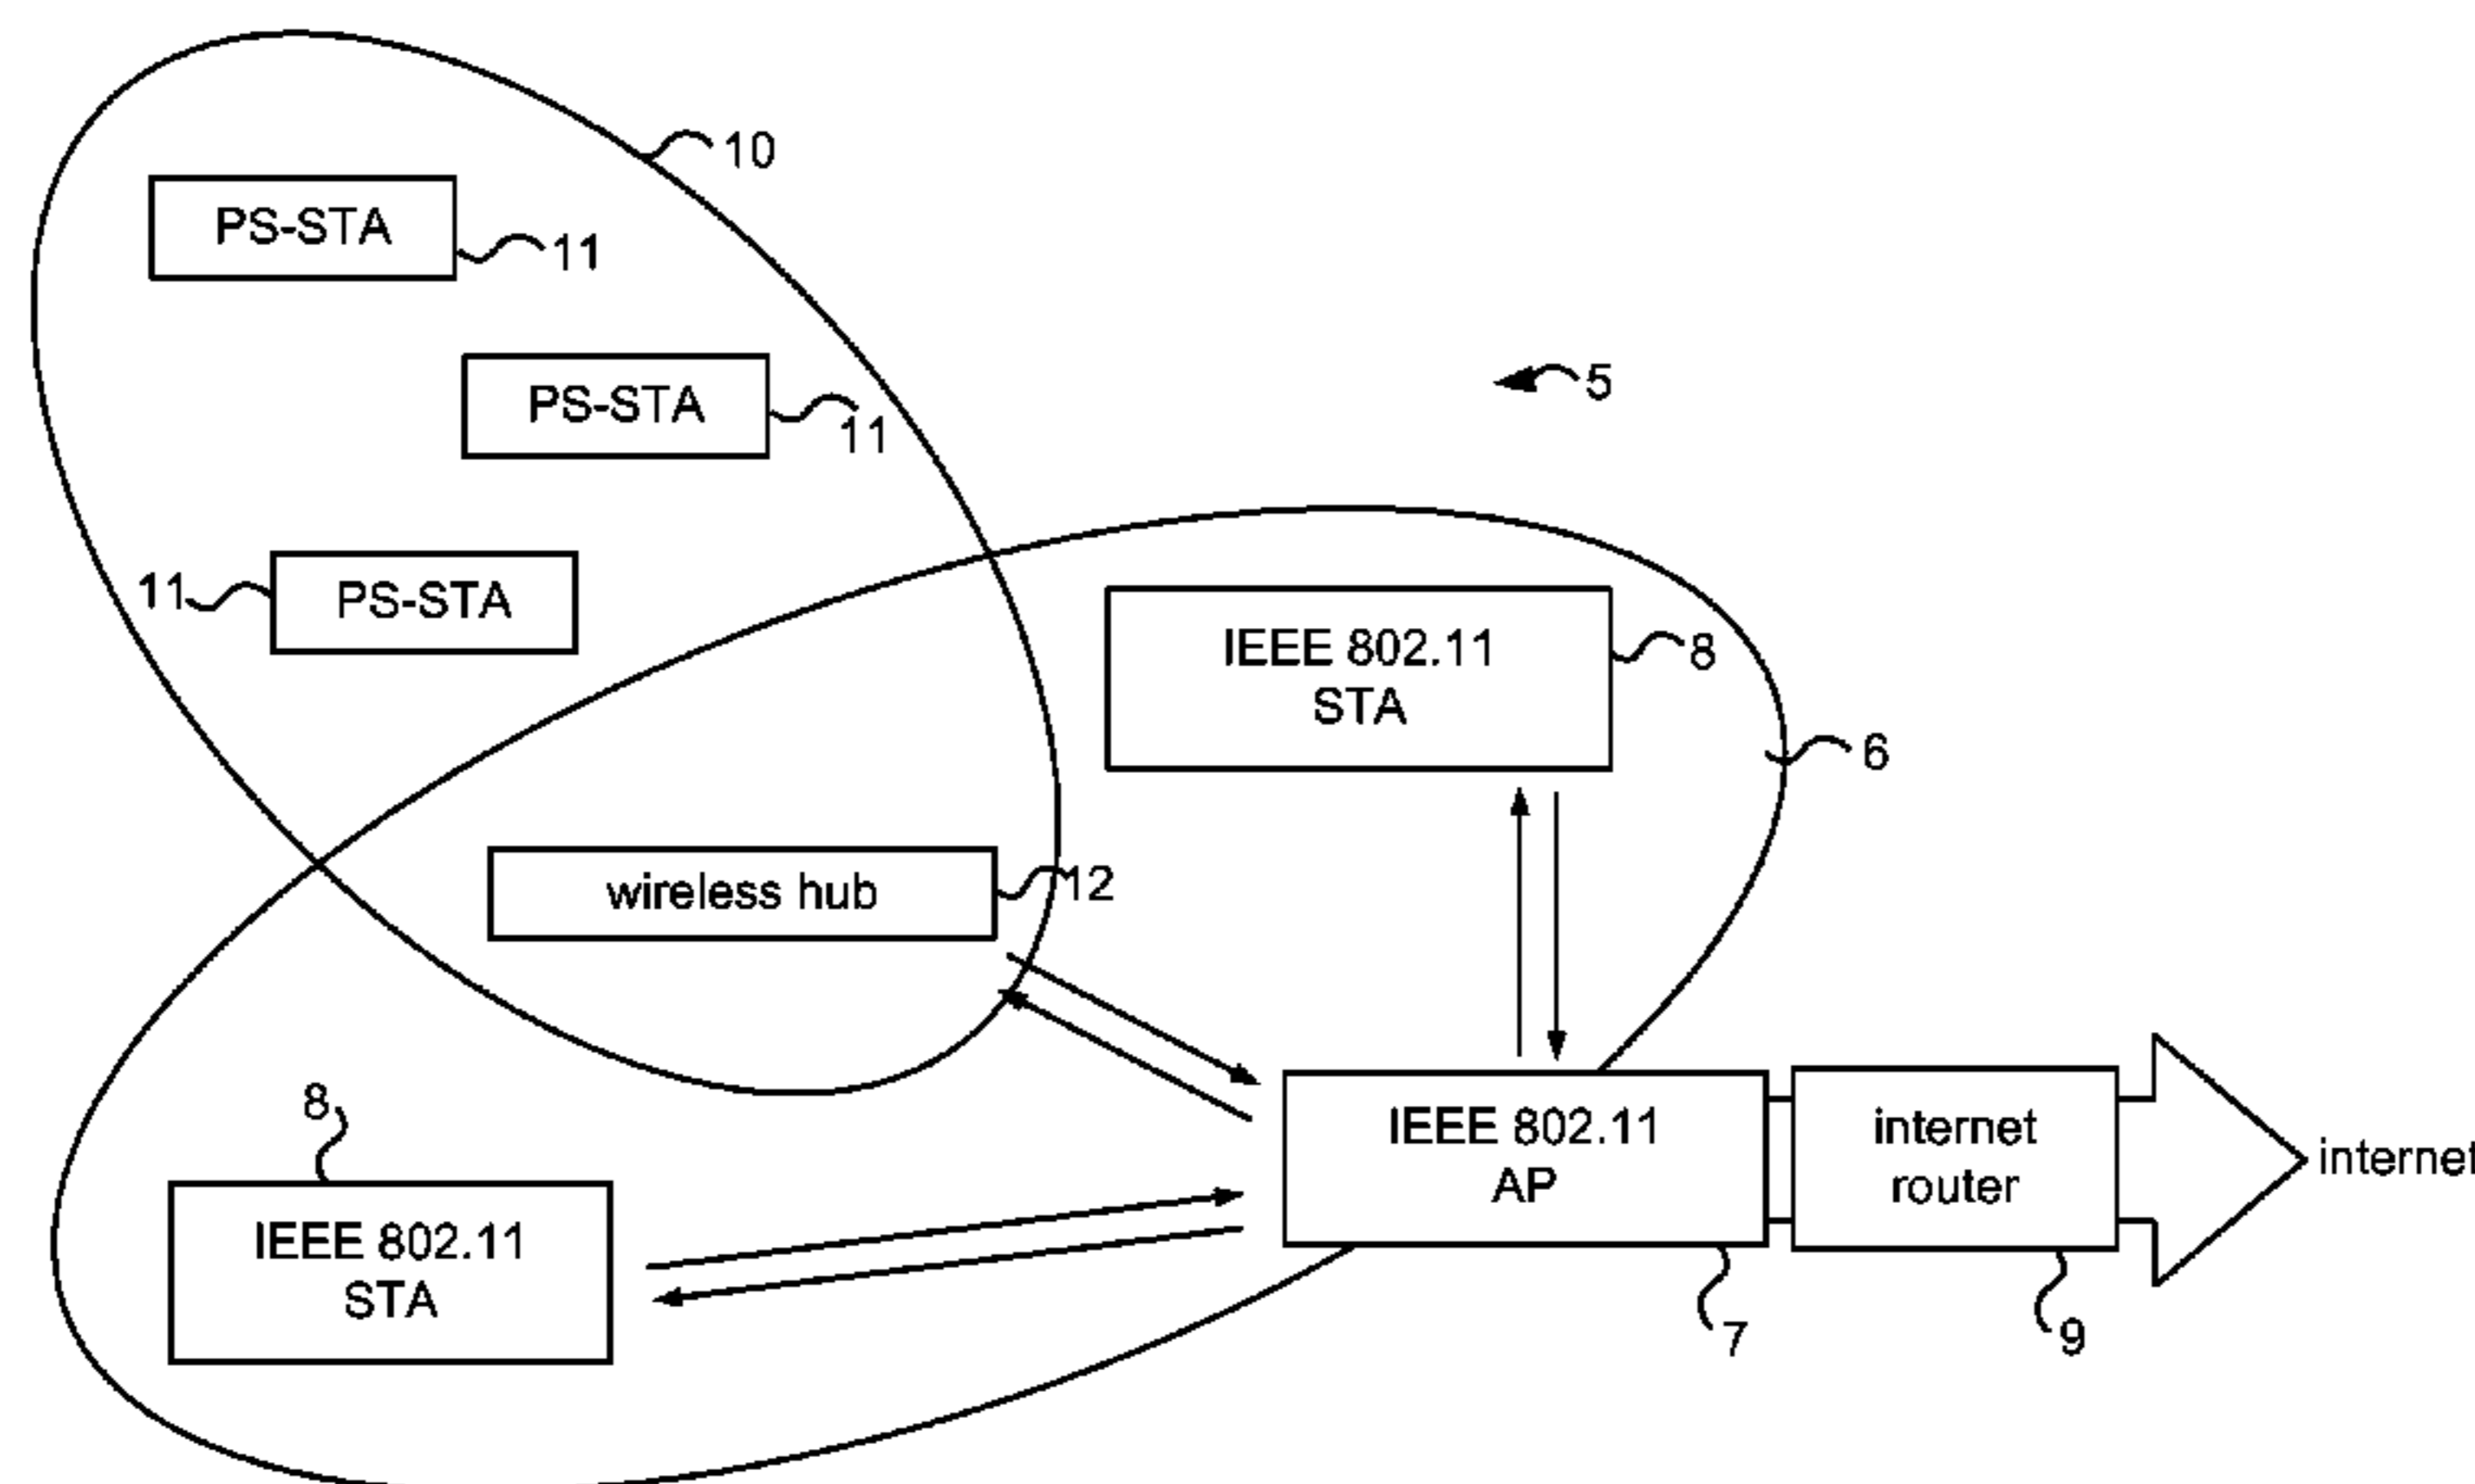 10
PS-STA
11
PS-STA
11
5
11
PS-STA
IEEE 802.11
STA
8
6
wireless hub
12
8
IEEE 802.11
STA
IEEE 802.11
AP
internet
router
internet
7
9